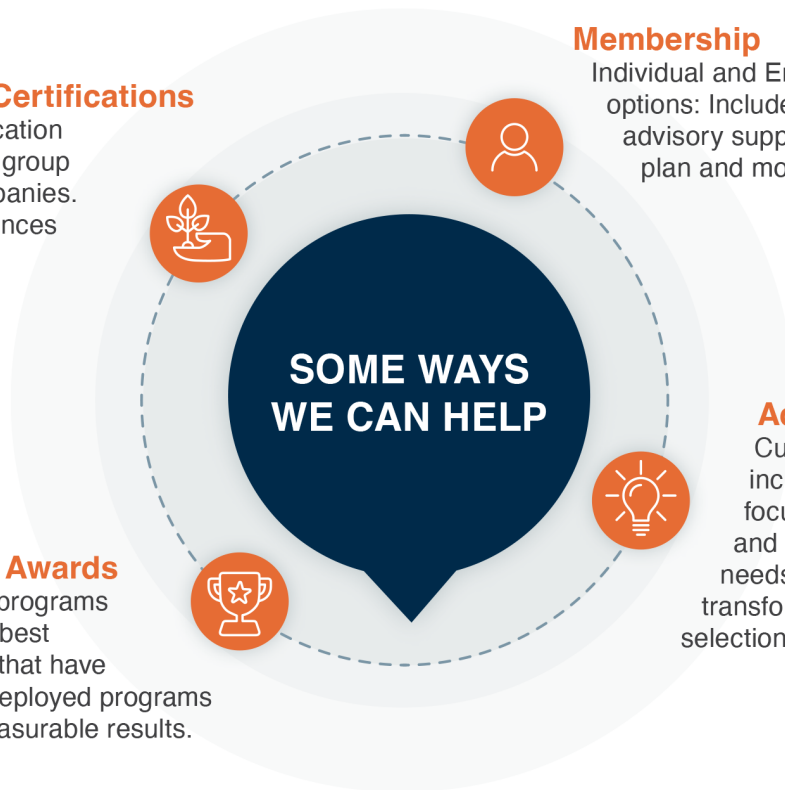 Membership
Individual and En
options: Include
advisory supp
plan and mo
Certifications
cation
group
panies.
nces
SOME WAYS
WE CAN HELP
Ad
Cu
inc
focu
and
needs
transfo
selection
Awards
programs
best
that have
eployed programs
asurable results.